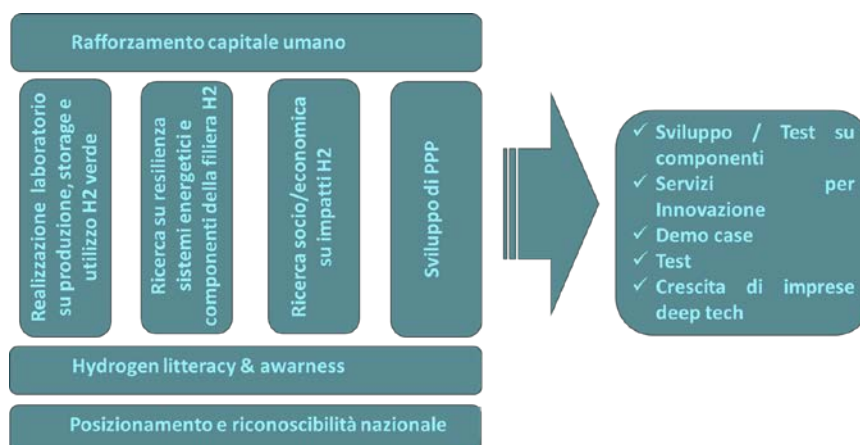 Rafforzamento capitale umano
Realizzazione laboratorio
su produzione, storage e
utilizzo H2 verde
Ricerca su resilienza
sistemi energetici e
componenti della filiera H2
Ricerca socio/economica
su impatti H2
Sviluppo di PPP
Hydrogen litteracy & awarness
Posizionamento e riconoscibilità nazionale
✓ Sviluppo / Test su
componenti
✓ Servizi per
Innovazione
✓ Demo case
✓ Test
✓ Crescita di imprese
deep tech